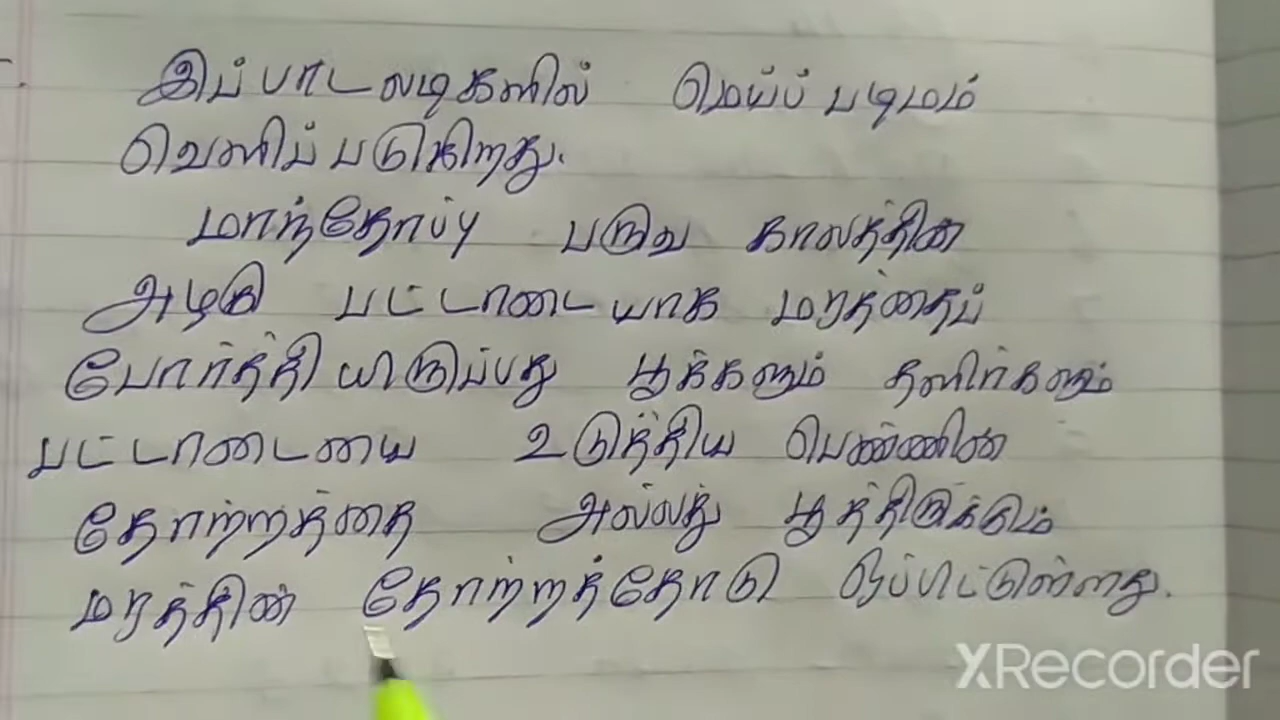 இப்பாடலடிகளில் மெய்ப்படிமம்
வெளிப்படுகிறது.
மாந்தோப்பு பருவ காலத்தின்
அழகு பட்டாடையாக மரத்தைப்
போர்த்தியிருப்பது பூக்களும் தளிர்களும்
பட்டாடையை உடுத்திய பெண்ணின்
தோற்றத்தை அல்லது பூத்திருக்கும்
மரத்தின் தோற்றத்தோடு ஒப்பிட்டுள்ளது.
XRecorder